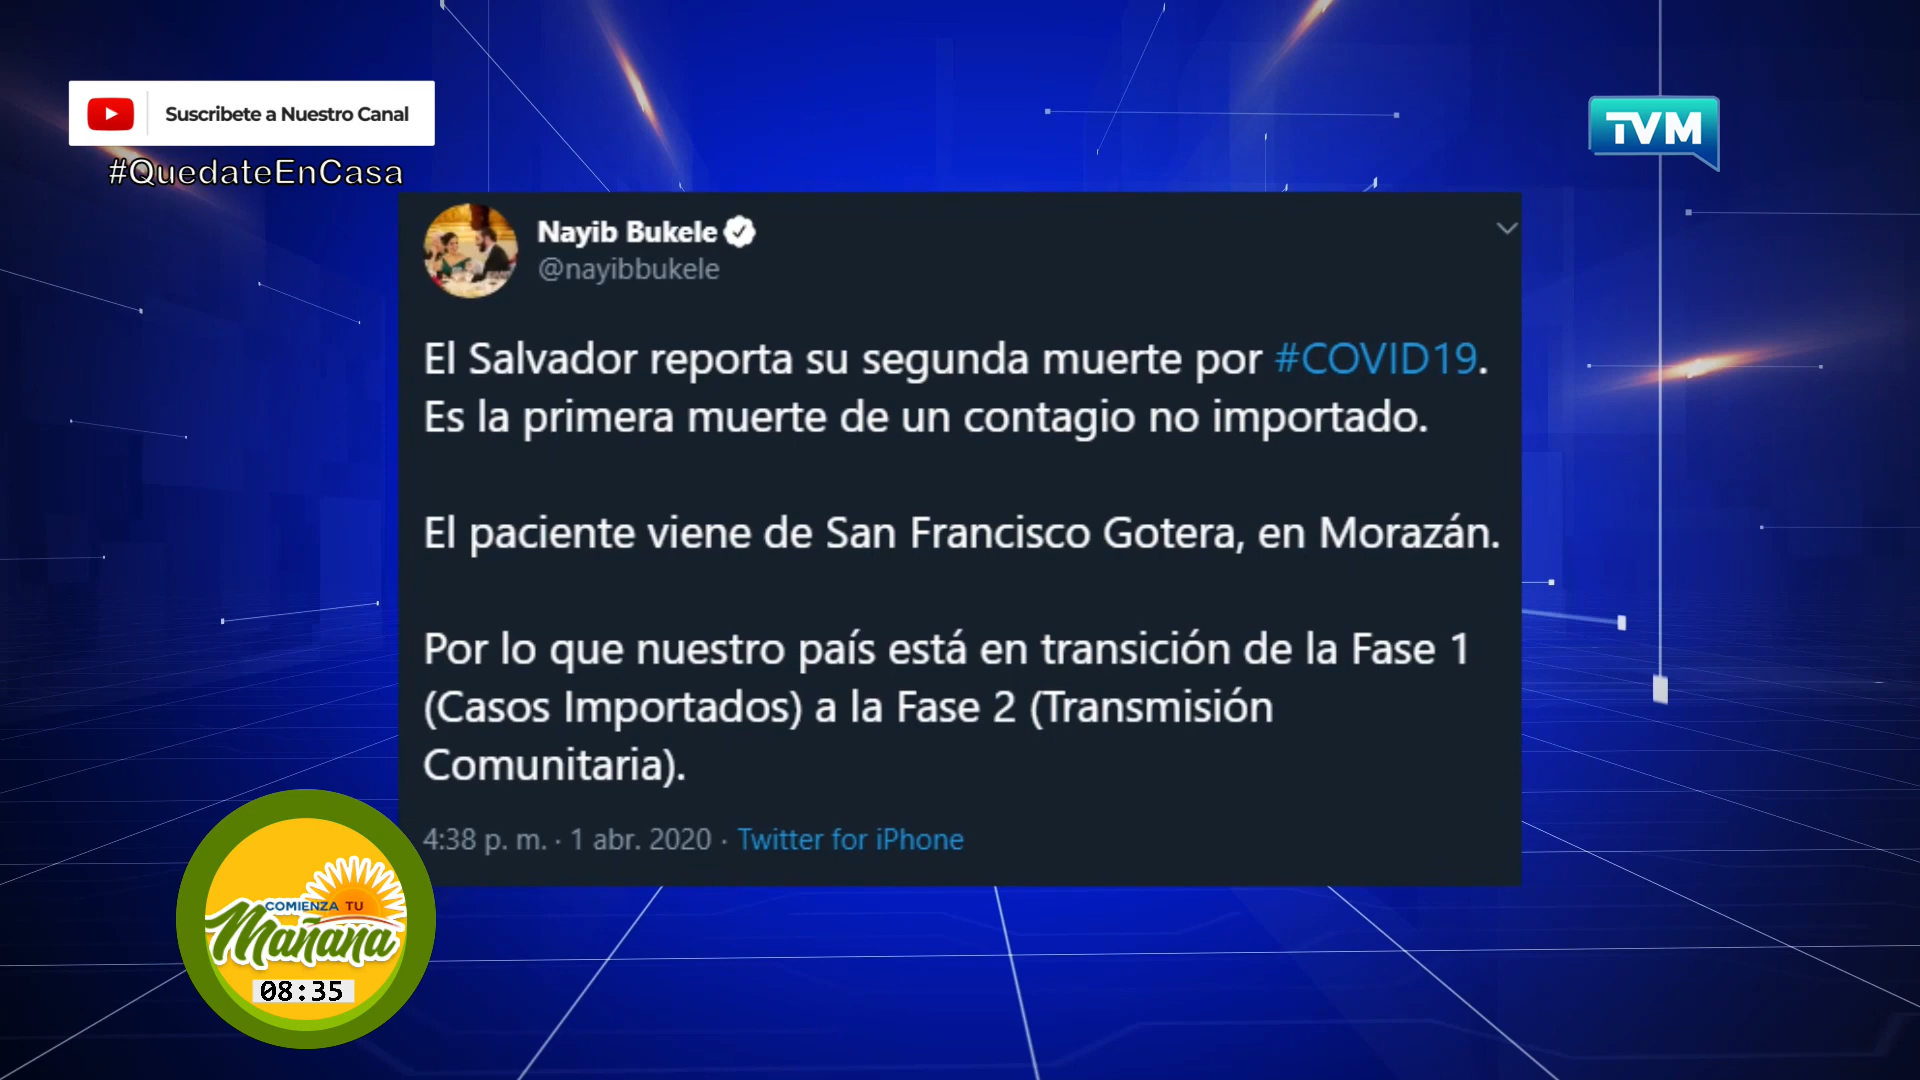 Suscribete a Nuestro Canal
#QuedateEnCasa
TVM
Nayib Bukele
@nayibbukele
El Salvador reporta su segunda muerte por #COVID19.
Es la primera muerte de un contagio no importado.
El paciente viene de San Francisco Gotera, en Morazán.
Por lo que nuestro país está en transición de la Fase 1
(Casos Importados) a la Fase 2 (Transmisión
Comunitaria).
4:38 p. m. · 1 abr. 2020 · Twitter for iPhone
COMIENZA TU
Mañana
08:35